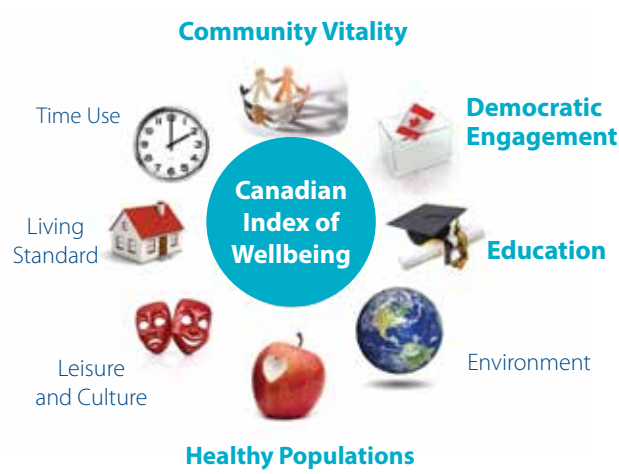 Community Vitality
Time Use
Democratic
Engagement
Canadian
Index of
Wellbeing
Living
Standard
Education
Leisure
and Culture
Environment
Healthy Populations